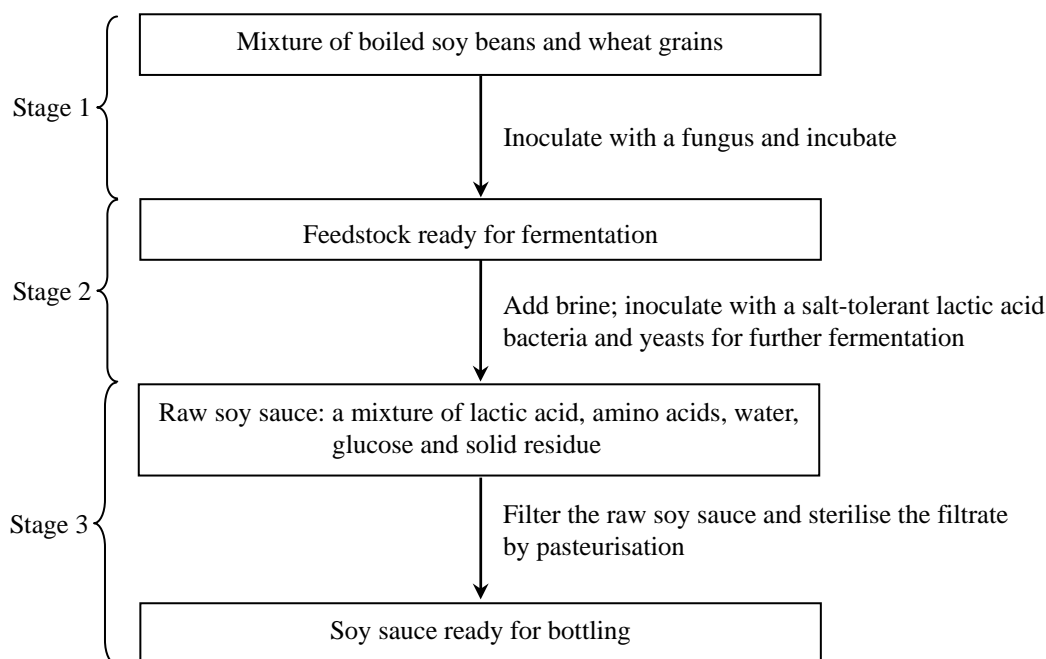 Mixture of boiled soy beans and wheat grains
Stage 1
Inoculate with a fungus and incubate
Feedstock ready for fermentation
Stage 2
Add brine; inoculate with a salt-tolerant lactic acid
bacteria and yeasts for further fermentation
Raw soy sauce: a mixture of lactic acid, amino acids, water,
glucose and solid residue
Stage 3
Filter the raw soy sauce and sterilise the filtrate
by pasteurisation
Soy sauce ready for bottling